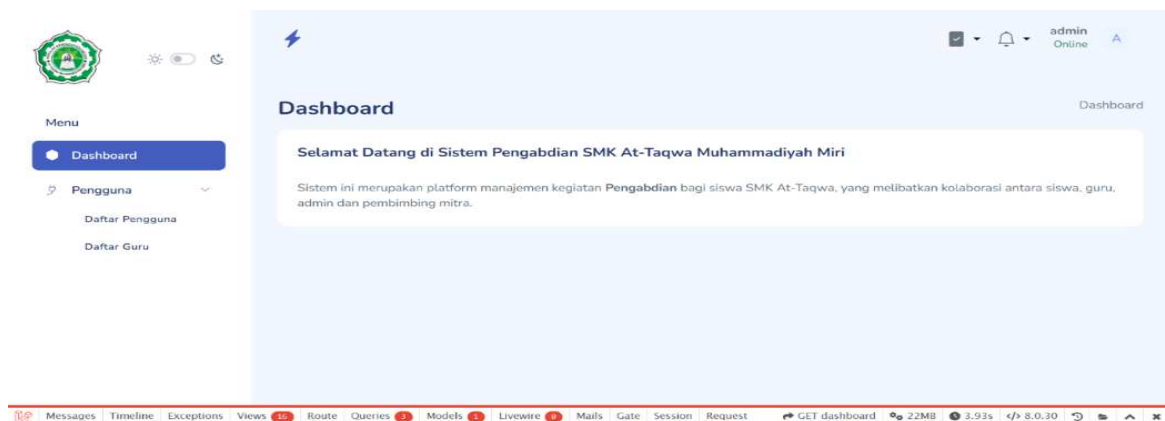 admin
Online
A
Menu
Dashboard
Pengguna
Daftar Pengguna
Daftar Guru
Dashboard
Dashboard
Selamat Datang di Sistem Pengabdian SMK At-Taqwa Muhammadiyah Miri
Sistem ini merupakan platform manajemen kegiatan Pengabdian bagi siswa SMK At-Taqwa, yang melibatkan kolaborasi antara siswa, guru,
admin dan pembimbing mitra.
Messages Timeline Exceptions Views 16 Route Queries 3 Models 1 Livewire Mails Gate Session Request GET dashboard 22MB 3.93s 8.0.30